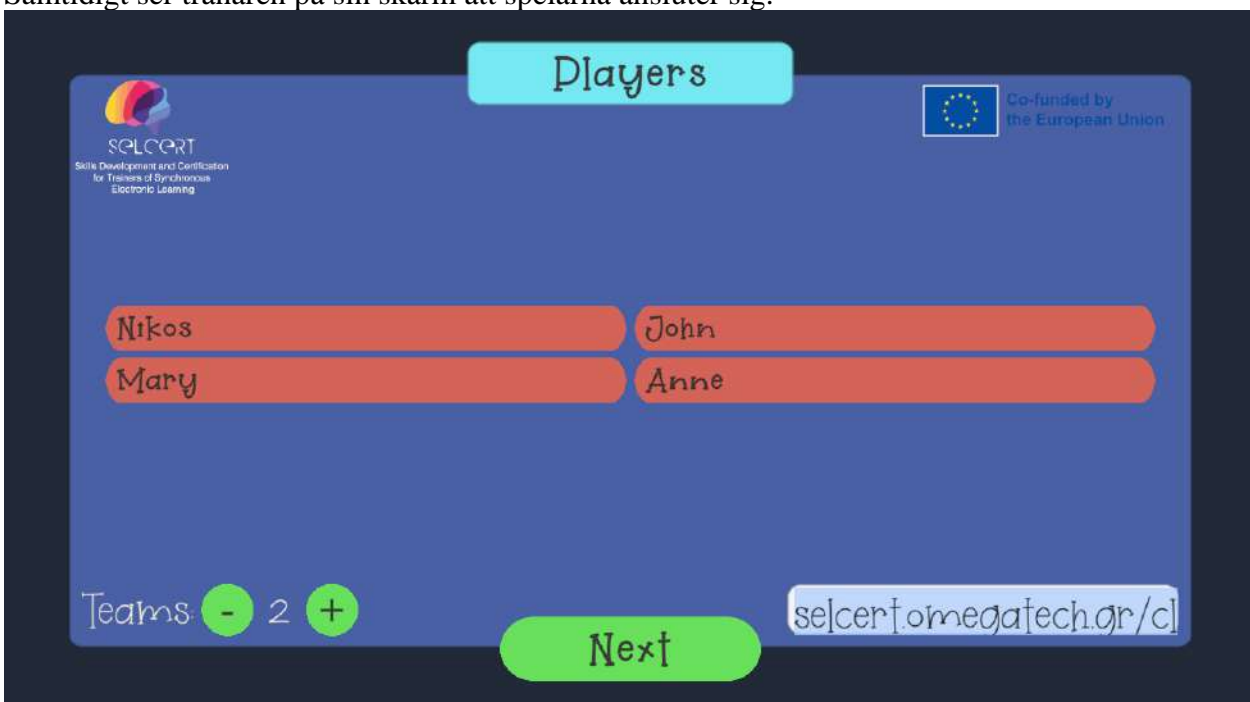 Samtidigt ser tränaren på sin skärm att spelarna ansluter sig.
Players
SELCERT
Skills Development and Certification
for Trainers of Synchronous
Electronic Learning
Co-funded by
the European Union
Nikos
John
Mary
Anne
Teams: - 2 +
selcert.omegatech.gr/cl
Next